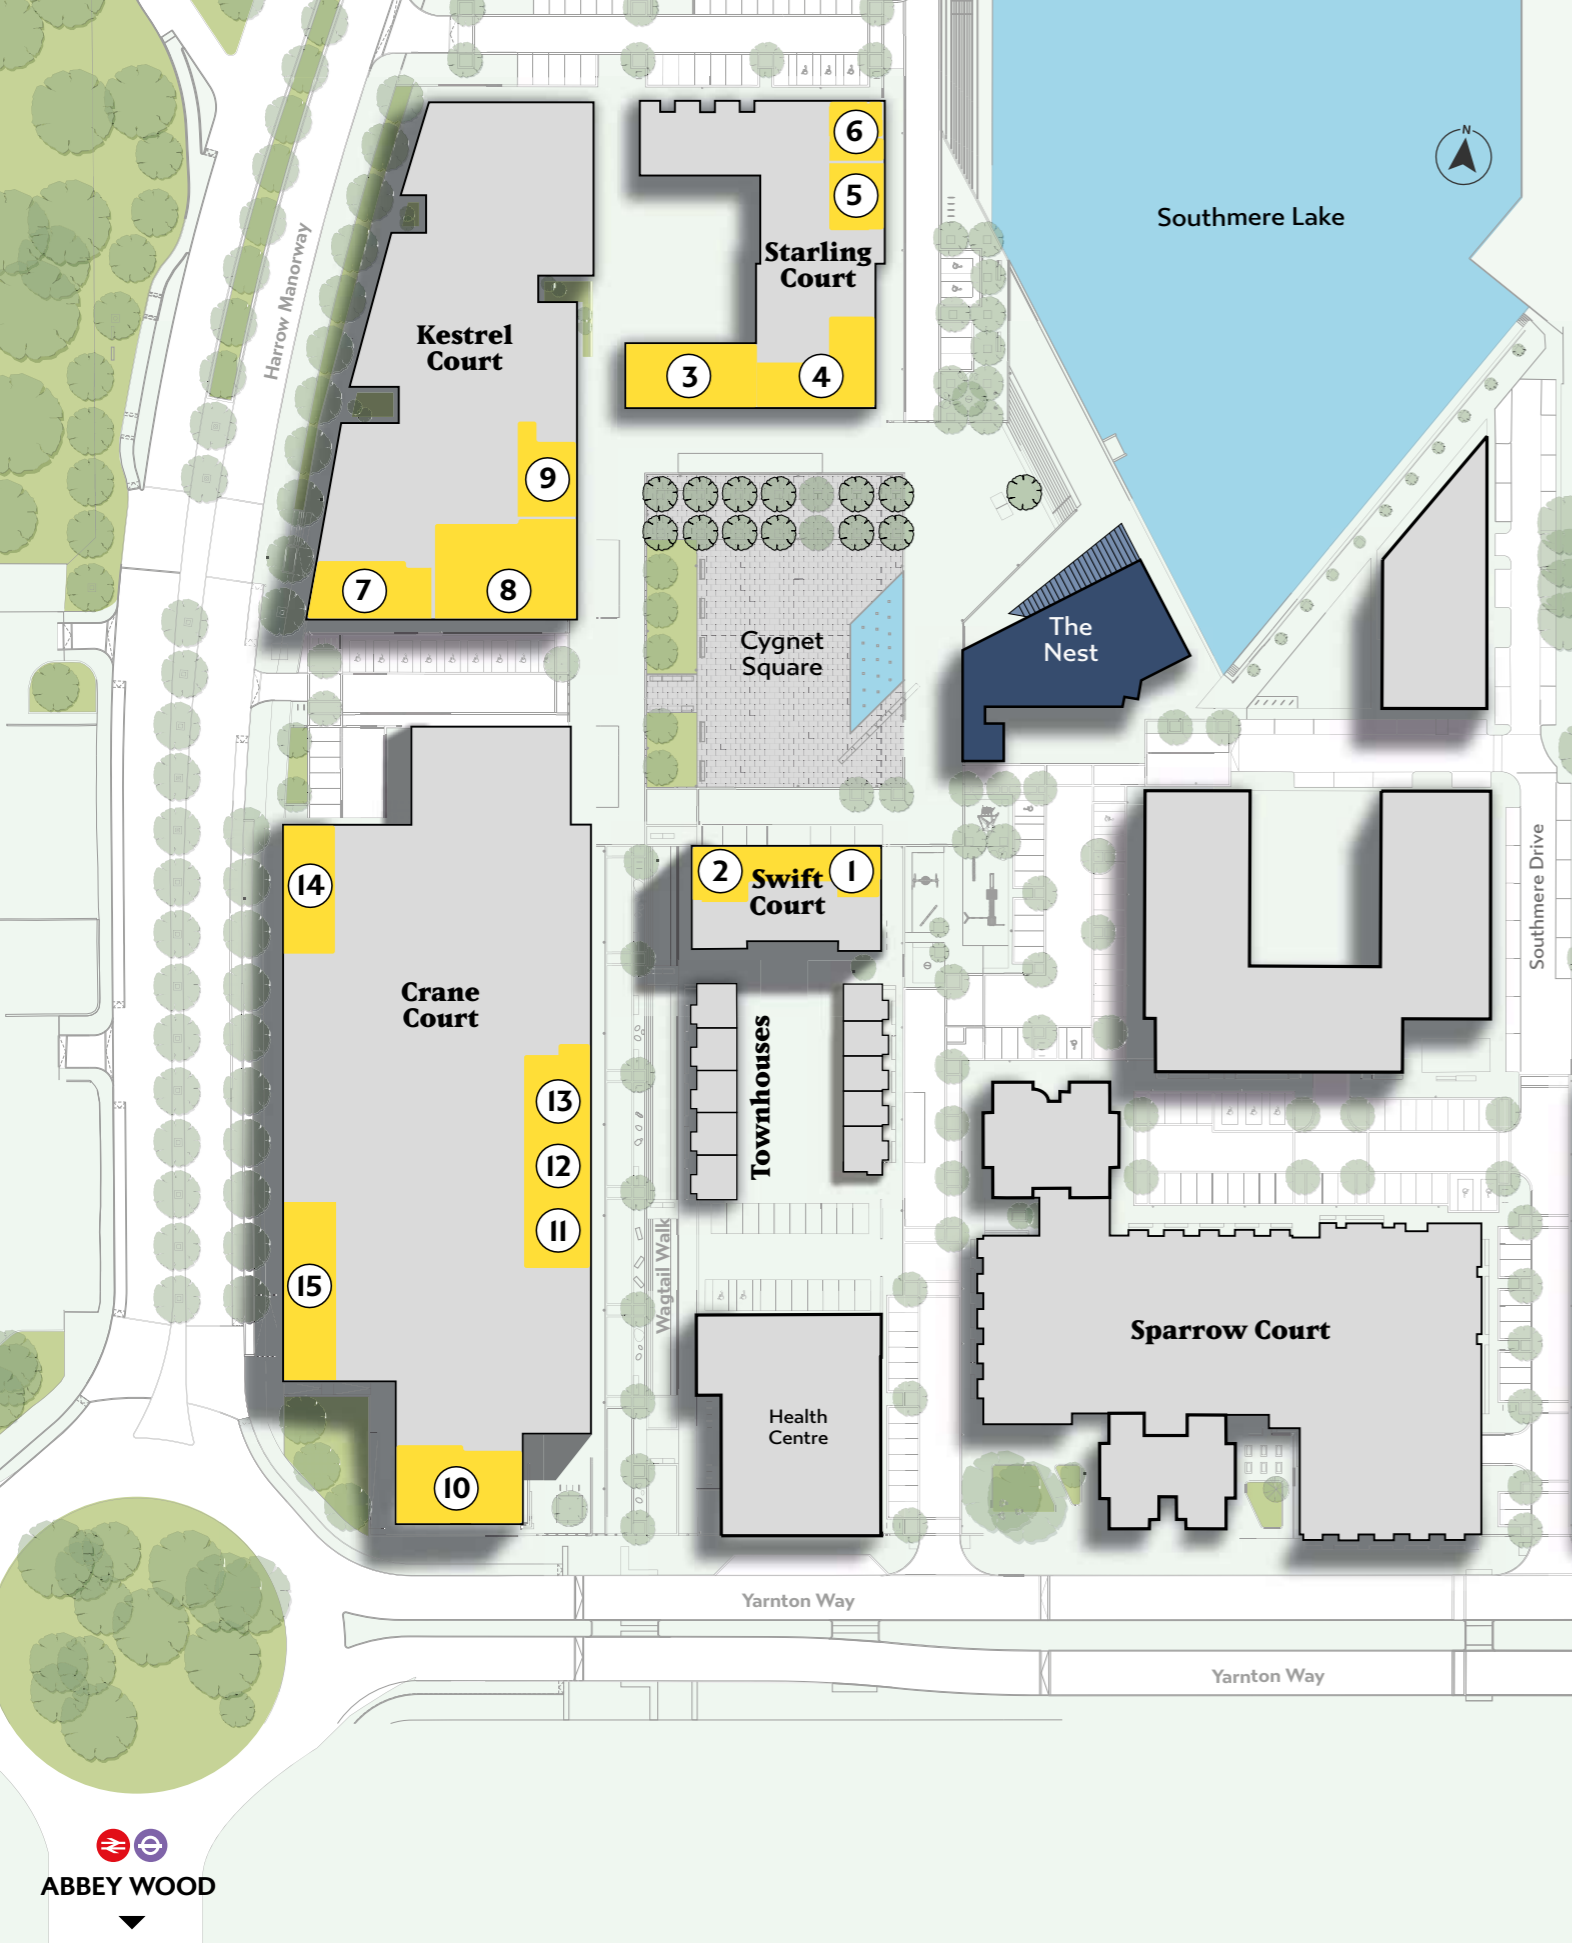 N
Southmere Lake
6
5
Starling
Court
3
4
Harrow Manorway
Kestrel
Court
9
7
8
Cygnet
Square
The
Nest
2
Swift
Court
1
Southmere Drive
14
Crane
Court
Townhouses
13
12
11
Wagtail Walk
15
Sparrow Court
Health
Centre
10
Yarnton Way
Yarnton Way
ABBEY WOOD